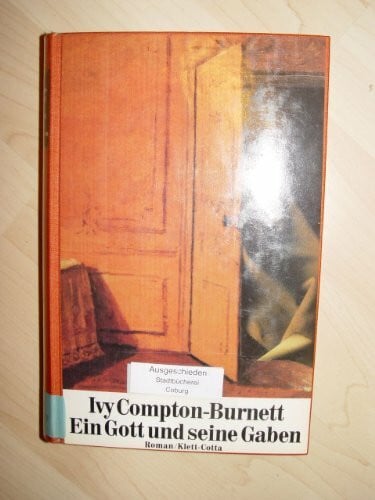 Ausgeschieden
Stadtbücherei
Coburg
Ivy Compton-Burnett
Ein Gott und seine Gaben
Roman/Klett-Cotta